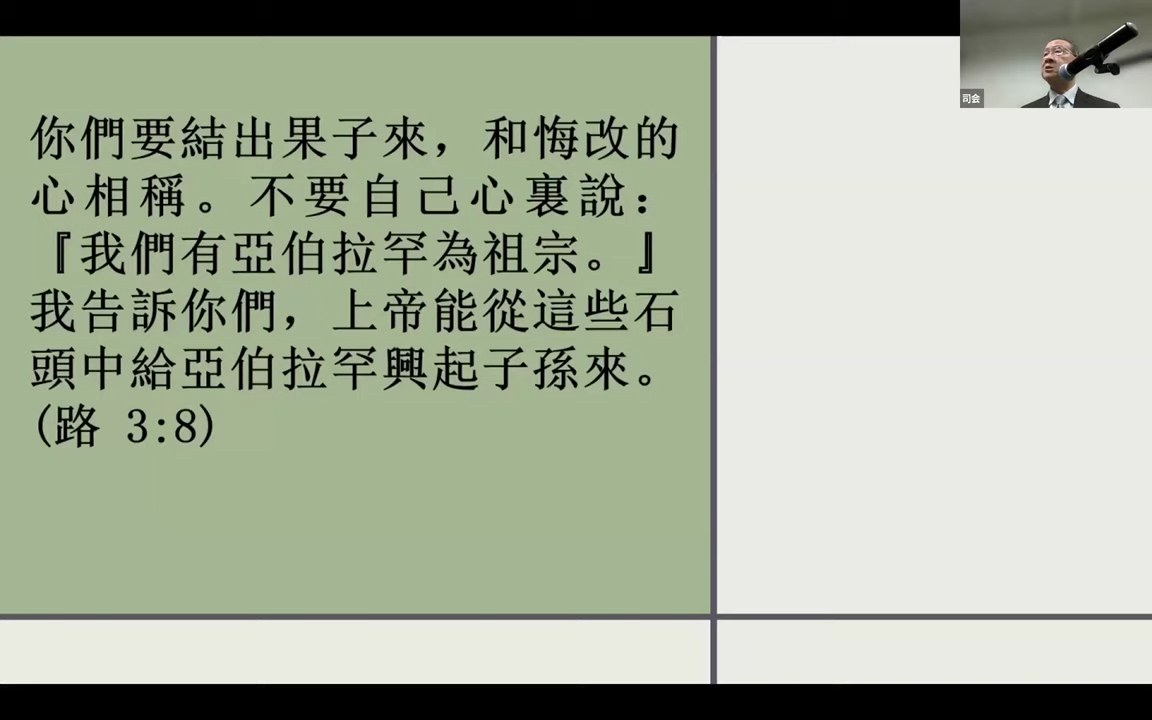 你們要結出果子來，和悔改的
心相稱。不要自己心裏說：
『我們有亞伯拉罕為祖宗。』
我告訴你們，上帝能從這些石
頭中給亞伯拉罕興起子孫來。
(路 3:8)
司会